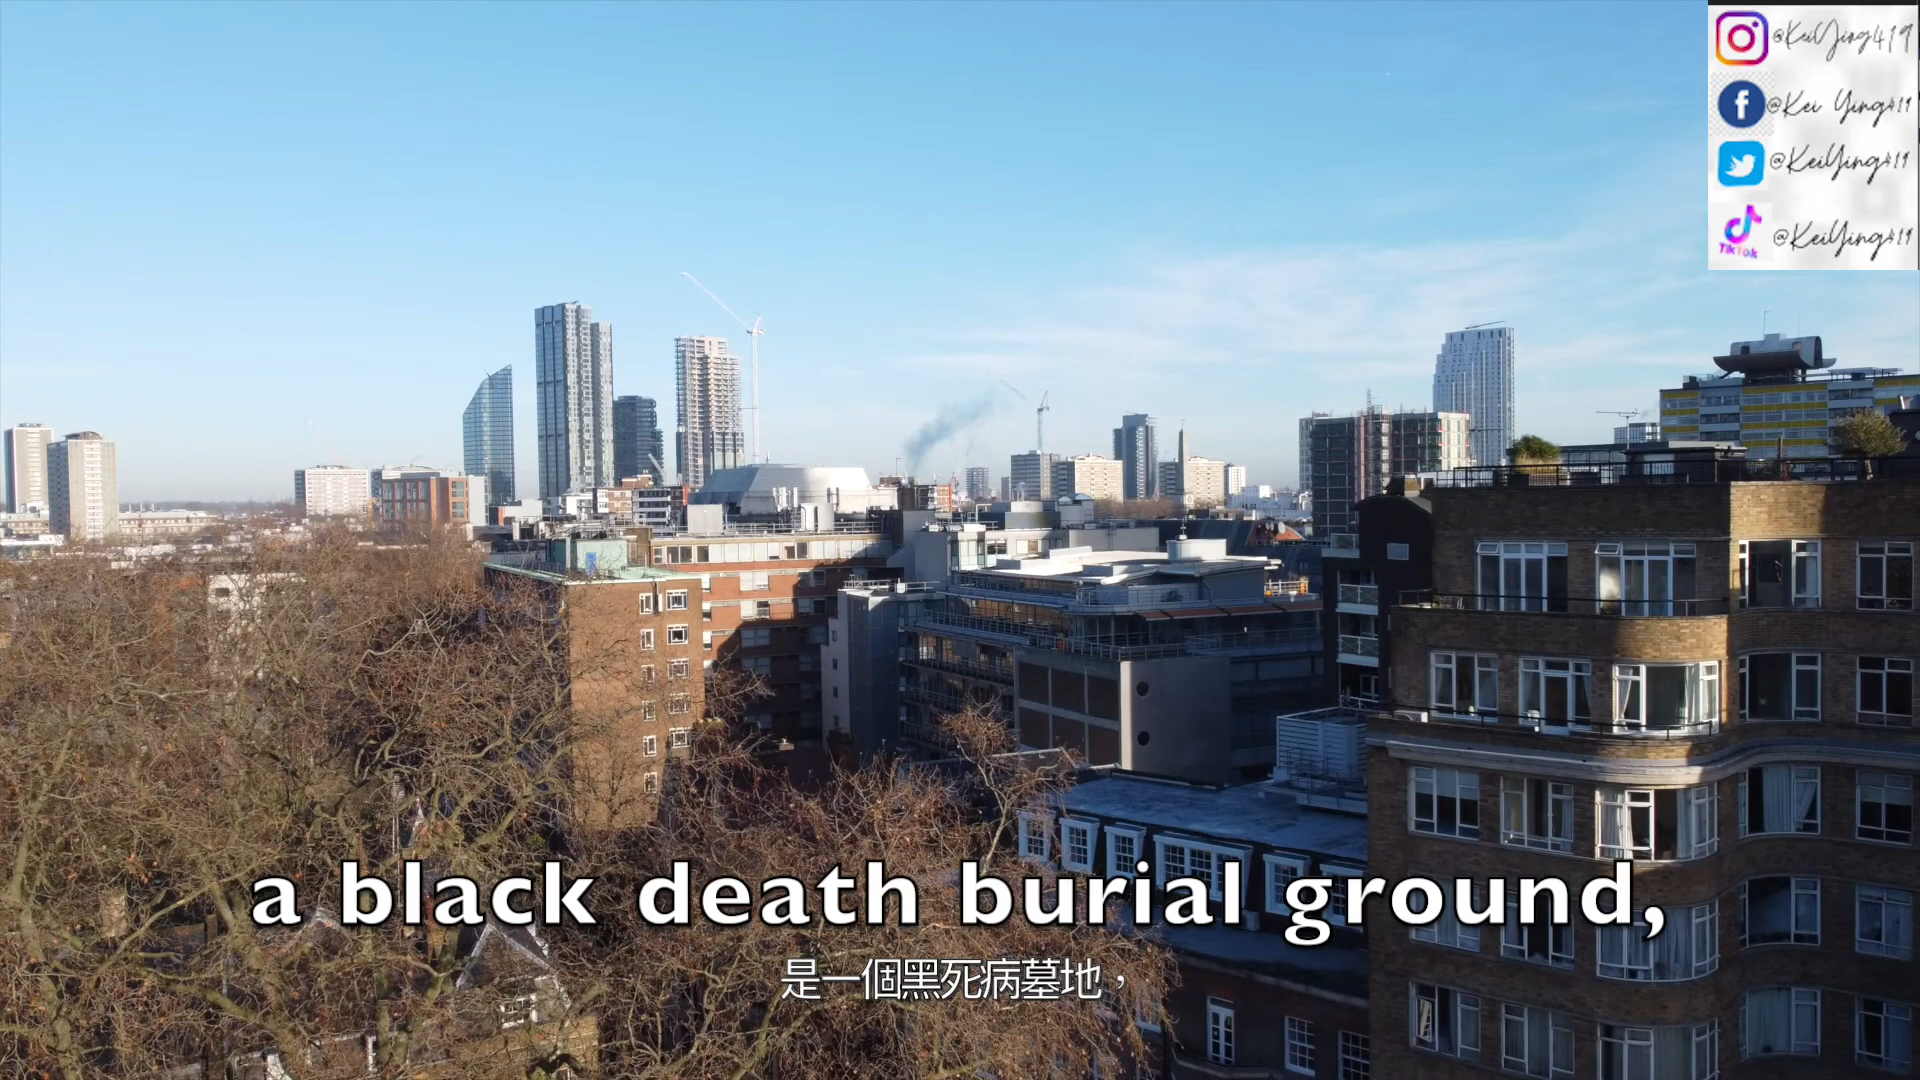 @KeiYing419
@Kei Ying419
@KeiYing419
TikTok
@KeiYing419
a black death burial ground,
是一個黑死病墓地，